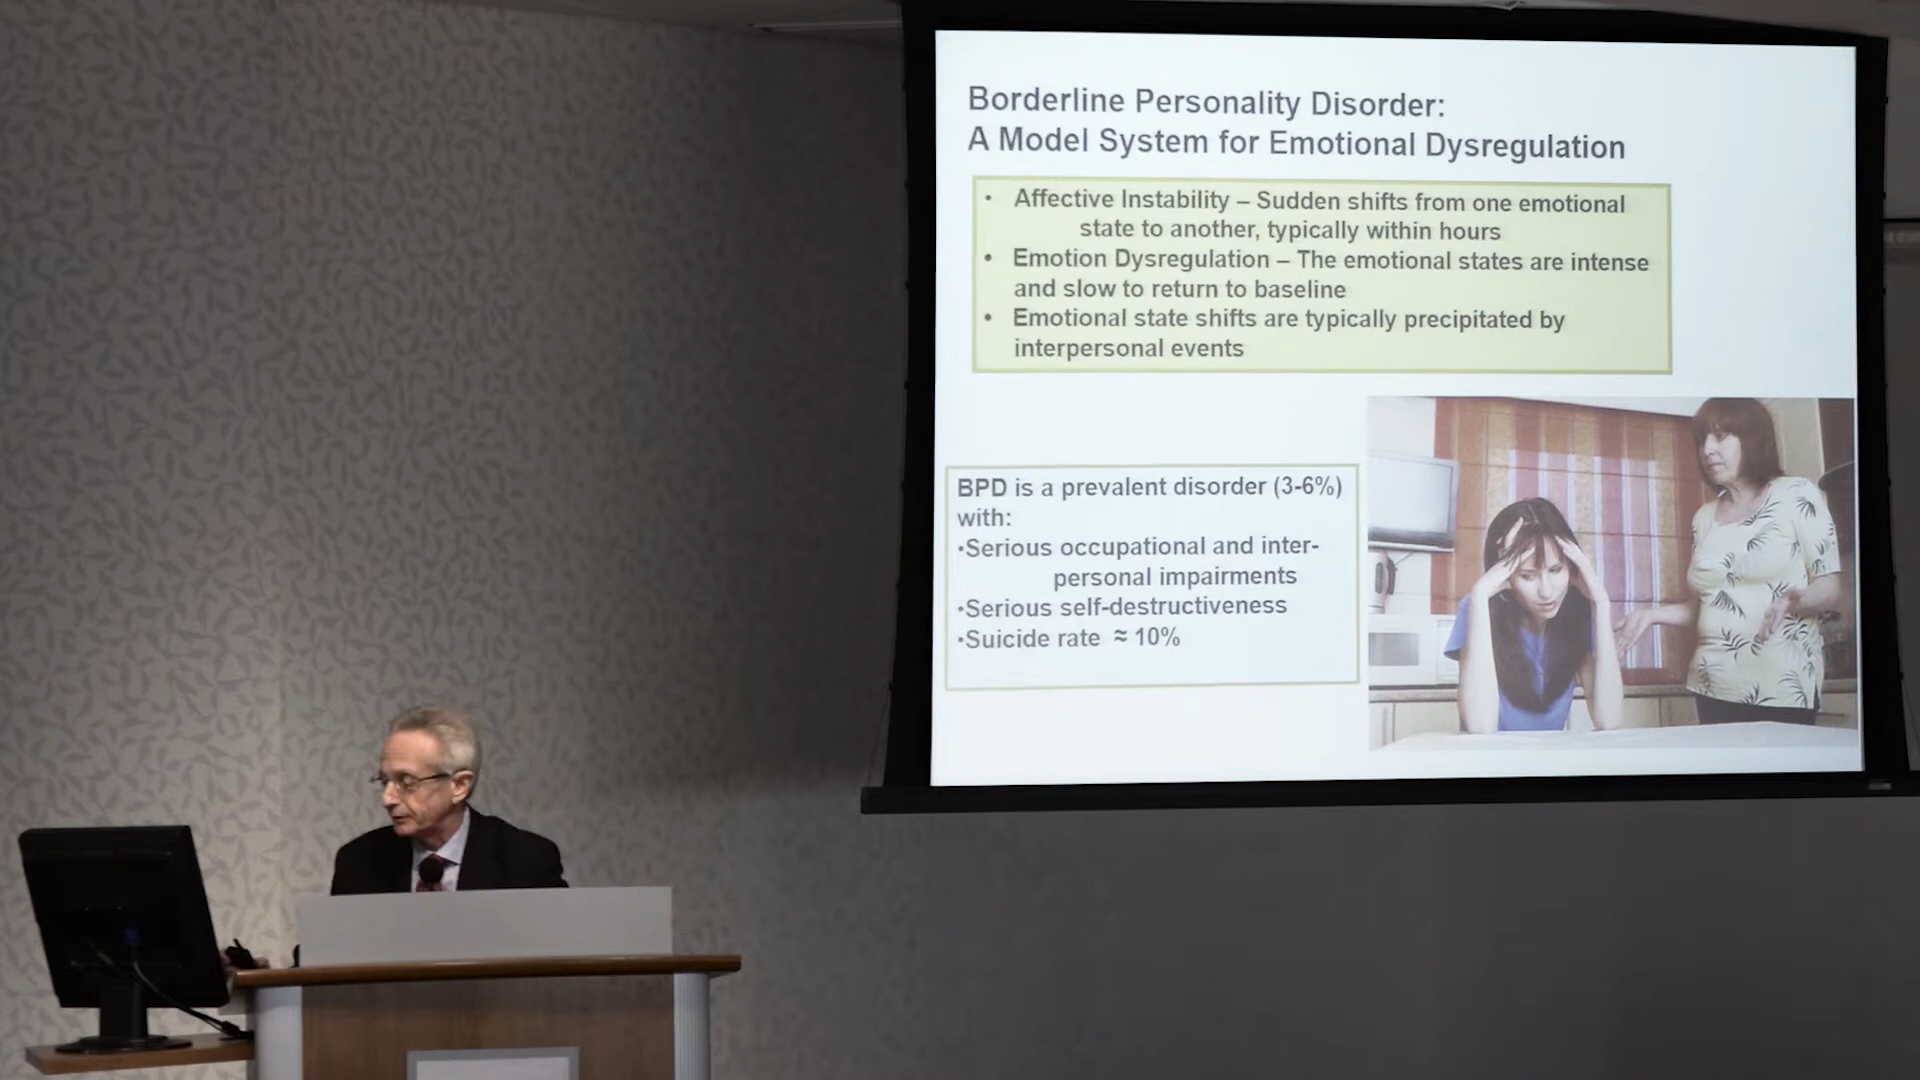 Borderline Personality Disorder:
A Model System for Emotional Dysregulation
• Affective Instability – Sudden shifts from one emotional
state to another, typically within hours
• Emotion Dysregulation – The emotional states are intense
and slow to return to baseline
• Emotional state shifts are typically precipitated by
interpersonal events
BPD is a prevalent disorder (3-6%)
with:
•Serious occupational and inter-
personal impairments
•Serious self-destructiveness
•Suicide rate ≈ 10%